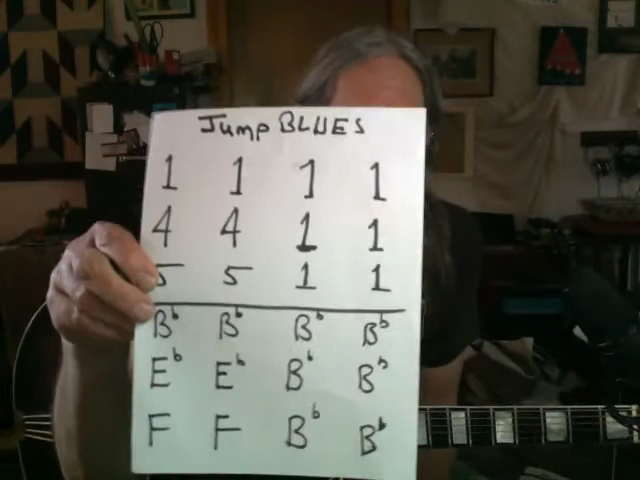 Jump BLUES
1 1 1 1
4 4 1 1
5 5 1 1
B♭ B♭ B♭ B♭
E♭ E♭ B♭ B♭
F F B♭ B♭